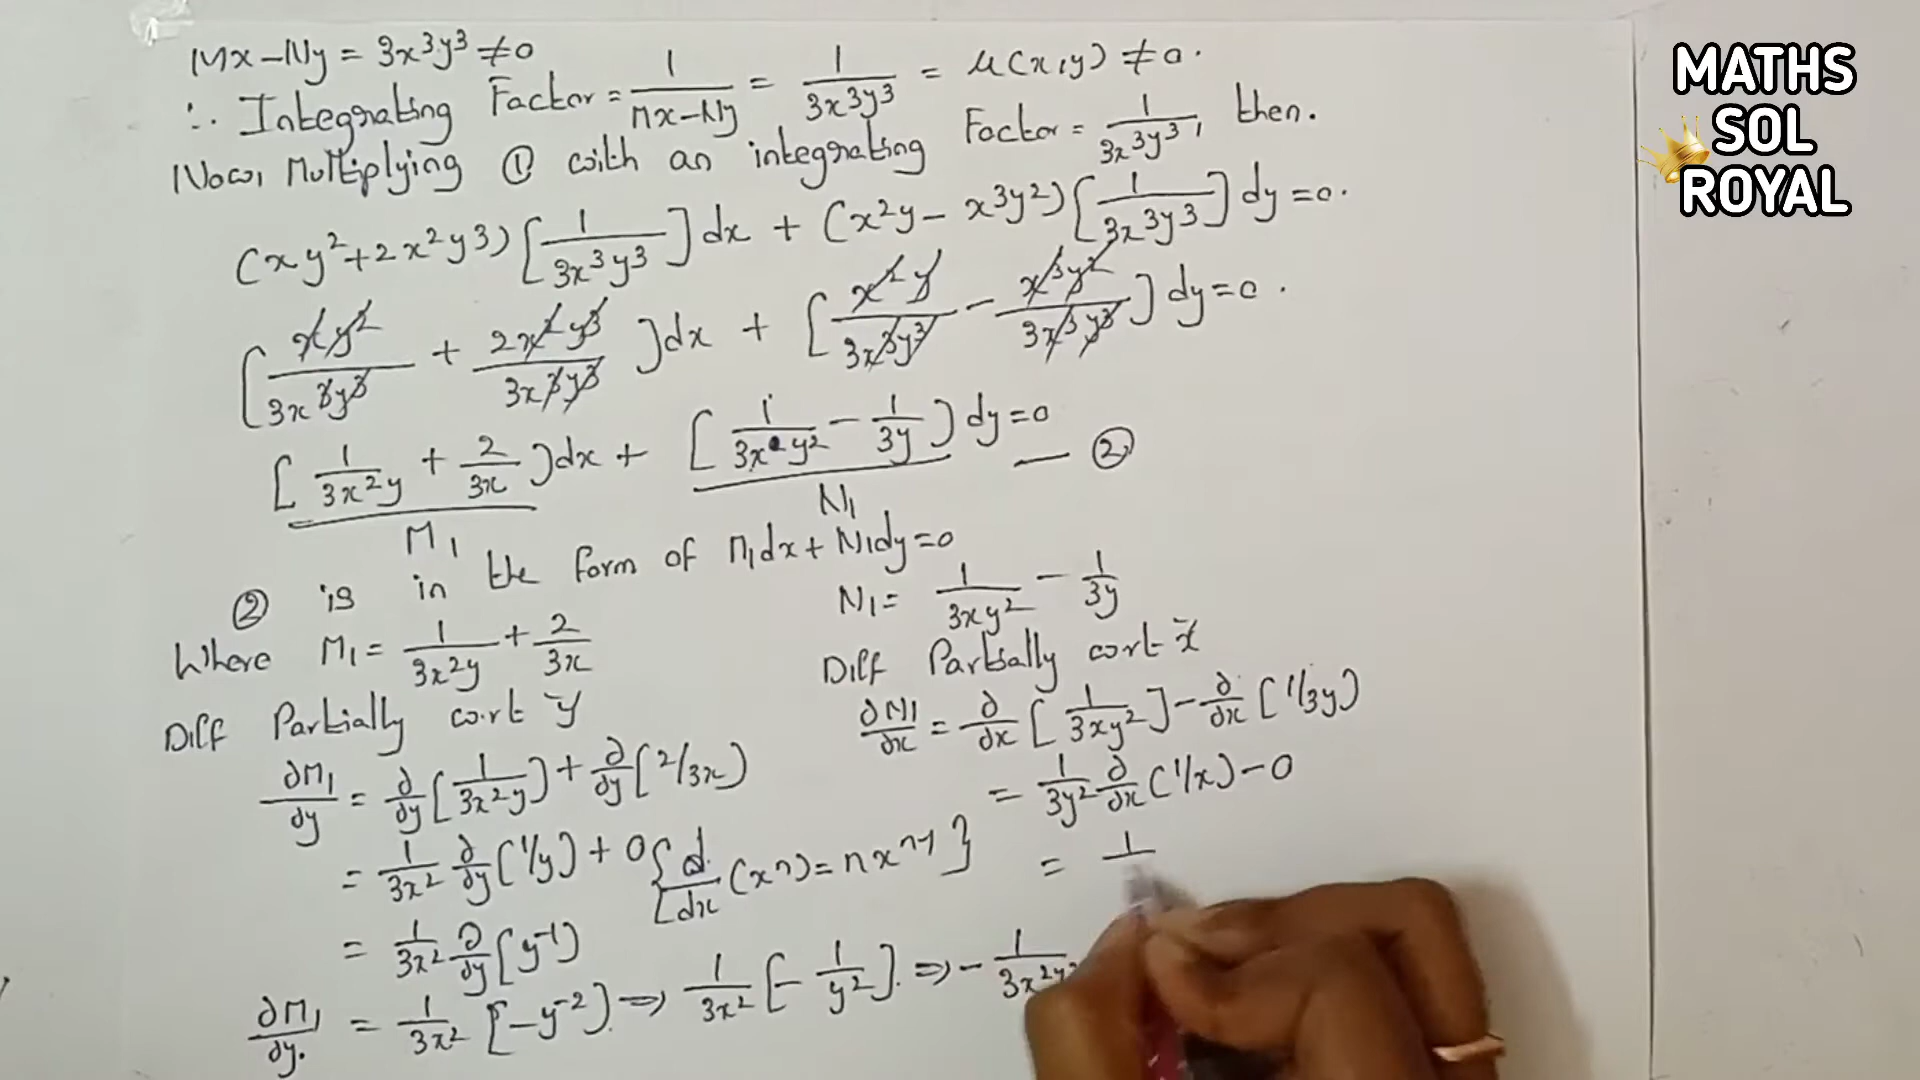 Mx-Ny = 3x³y³ ≠ 0
∴ Integrating Factor = 1/(Mx-Ny) = 1/(3x³y³) = μ(x,y) ≠ 0.
Now, Multiplying ① with an integrating Factor = 1/(3x³y³), then.
(xy²+2x²y³)[1/(3x³y³)]dx + (x²y - x³y²)[1/(3x³y³)]dy = 0.
[xy²/(3x³y³) + 2x²y³/(3x³y³)]dx + [x²y/(3x³y³) - x³y²/(3x³y³)]dy = 0.
[1/(3x²y) + 2/(3x)]dx + [1/(3x y²) - 1/(3y)]dy = 0 — ②
M₁ N₁
② is in the form of M₁dx + N₁dy = 0
Where M₁ = 1/(3x²y) + 2/(3x)
Diff Partially w.r.t y
∂M₁/∂y = ∂/∂y[1/(3x²y)] + ∂/∂y[2/3x)
= 1/(3x²) ∂/∂y(1/y) + 0 {d/dx(xⁿ) = nxⁿ⁻¹}
= 1/(3x²) ∂/∂y[y⁻¹)
∂M₁/∂y. = 1/(3x²) [-y⁻²). ⇒ 1/(3x²) [-1/y²]. ⇒ - 1/(3x²y²
N₁ = 1/(3xy²) - 1/(3y)
Diff Partially w.r.t x
∂N₁/∂x = ∂/∂x[1/(3xy²)] - ∂/∂x[1/3y)
= 1/(3y²) ∂/∂x(1/x) - 0
= 1
MATHS
SOL
ROYAL